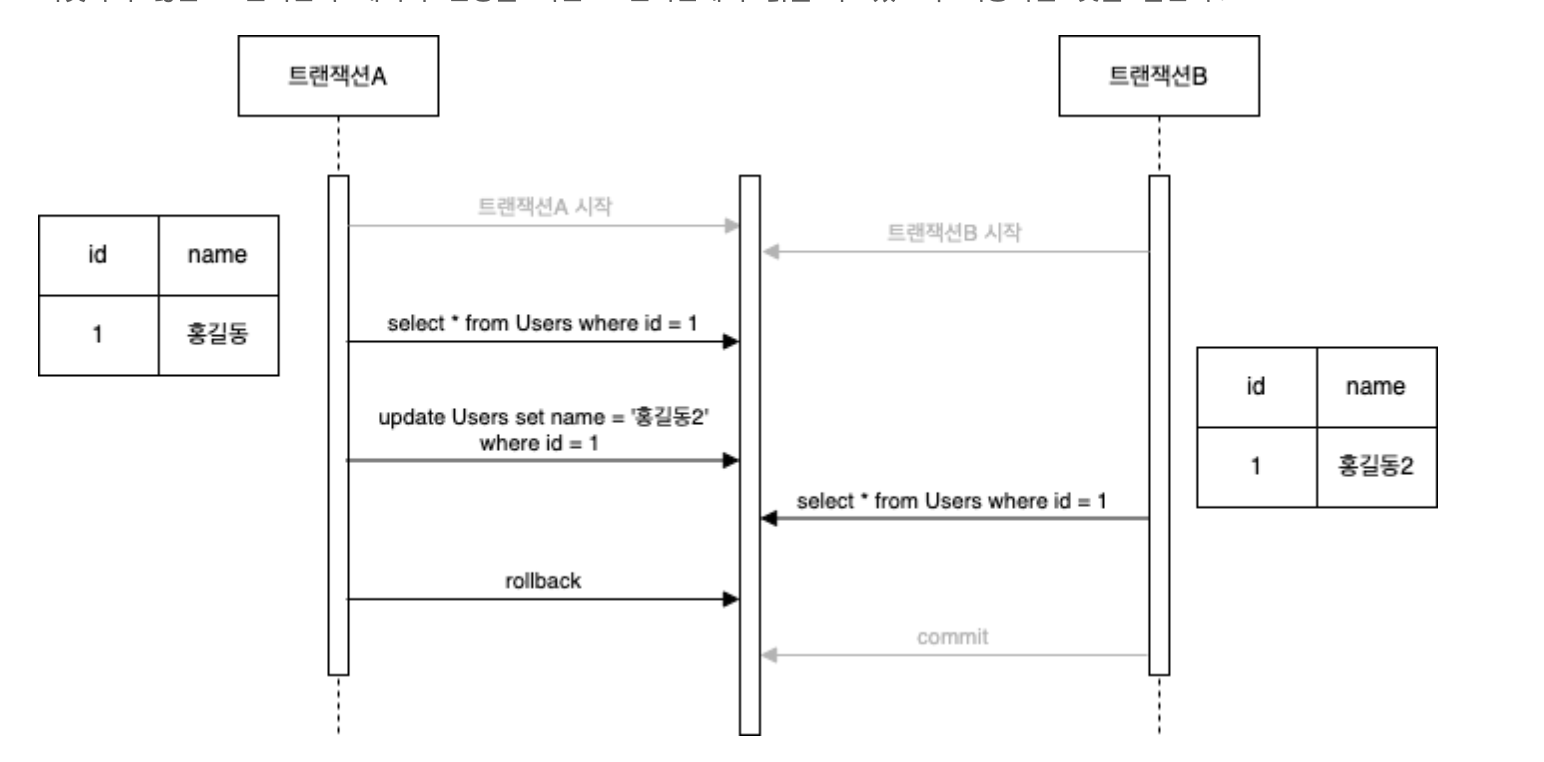 트랜잭션A
트랜잭션B
트랜잭션A 시작
트랜잭션B 시작
id name
1 홍길동
select * from Users where id = 1
update Users set name = '홍길동2'
where id = 1
id name
1 홍길동2
select * from Users where id = 1
rollback
commit